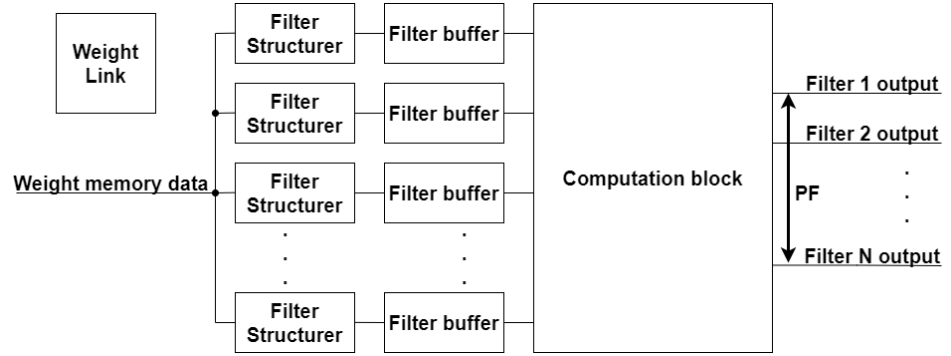 Weight
Link
Filter
Structurer
Filter buffer
Filter
Structurer
Filter buffer
Weight memory data
Filter
Structurer
Filter buffer
Filter
Structurer
Filter buffer
Computation block
Filter 1 output
Filter 2 output
PF
Filter N output